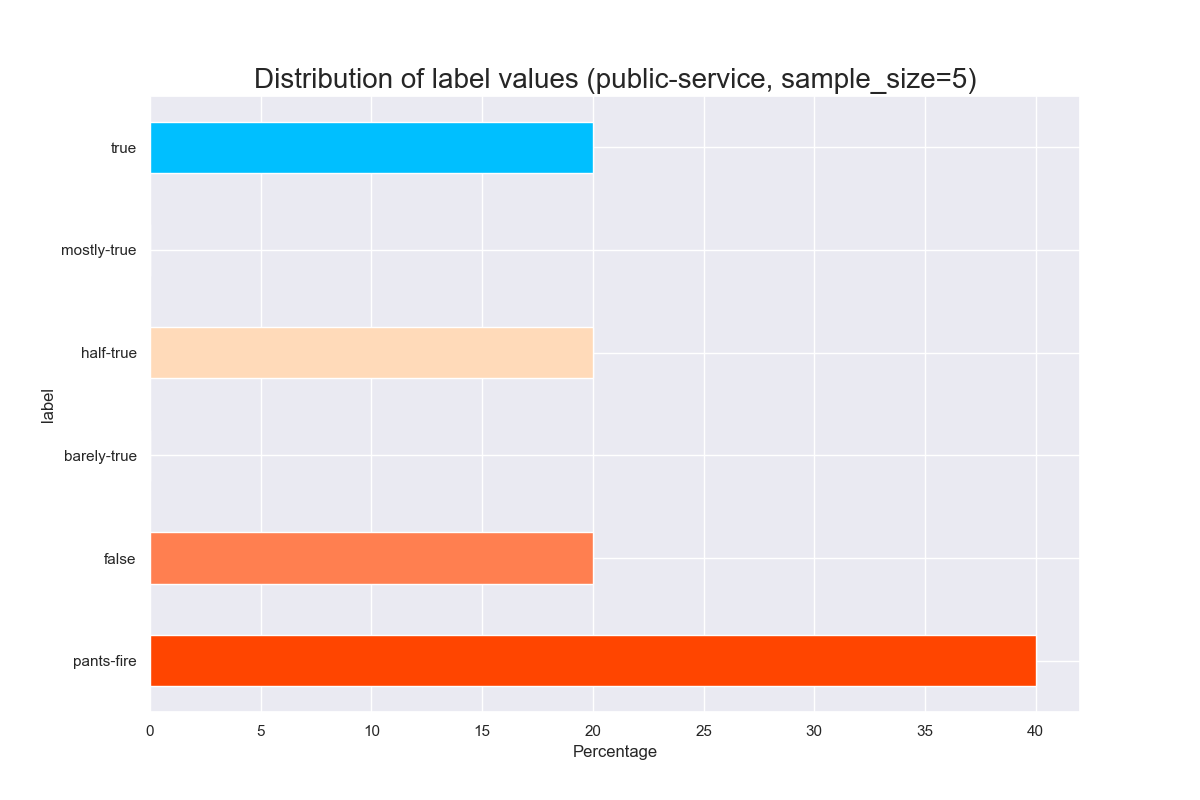 Distribution of label values (public-service, sample_size=5)
true
mostly-true
half-true
barely-true
false
pants-fire
label
0 5 10 15 20 25 30 35 40
Percentage